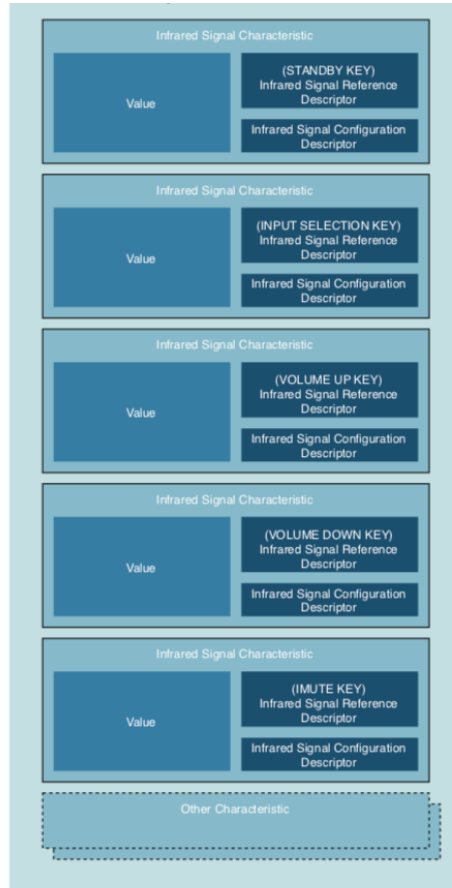 Infrared Signal Characteristic
Value
(STANDBY KEY)
Infrared Signal Reference
Descriptor
Infrared Signal Configuration
Descriptor
Infrared Signal Characteristic
Value
(INPUT SELECTION KEY)
Infrared Signal Reference
Descriptor
Infrared Signal Configuration
Descriptor
Infrared Signal Characteristic
Value
(VOLUME UP KEY)
Infrared Signal Reference
Descriptor
Infrared Signal Configuration
Descriptor
Infrared Signal Characteristic
Value
(VOLUME DOWN KEY)
Infrared Signal Reference
Descriptor
Infrared Signal Configuration
Descriptor
Infrared Signal Characteristic
Value
(IMUTE KEY)
Infrared Signal Reference
Descriptor
Infrared Signal Configuration
Descriptor
Other Characteristic